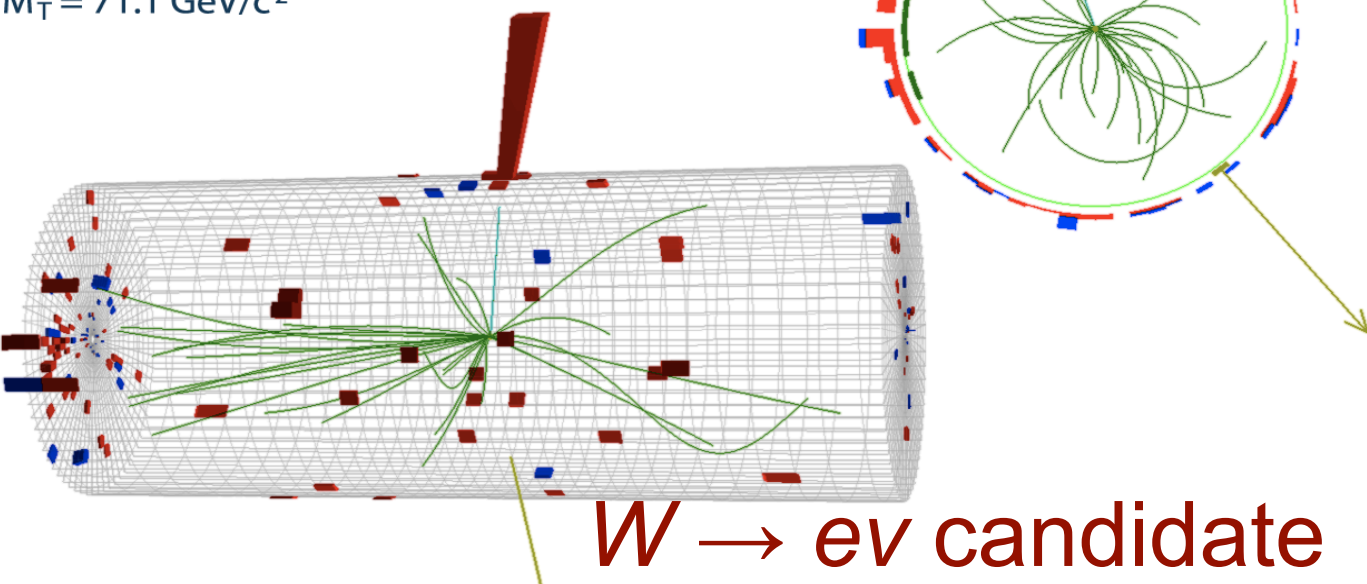 M_T = 71.1 GeV/c²
W → eν candidate